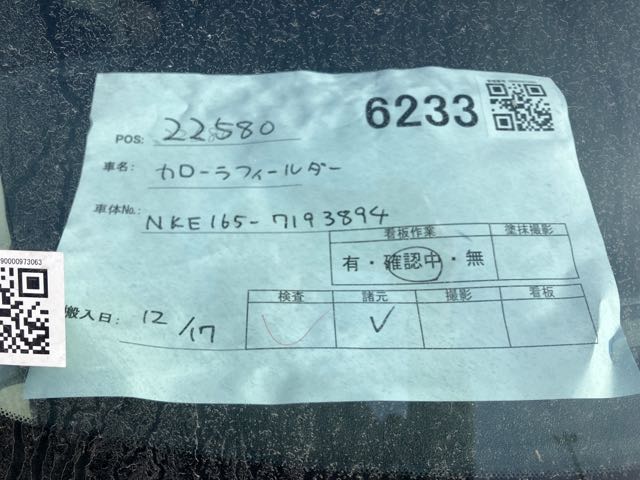 6233
POS: 22580
車名: カローラフィールダー
車体No.: NKE165-7193894
看板作業 塗抹撮影
有・確認中・無
検査 諸元 撮影 看板
搬入日: 12/17
90000973063